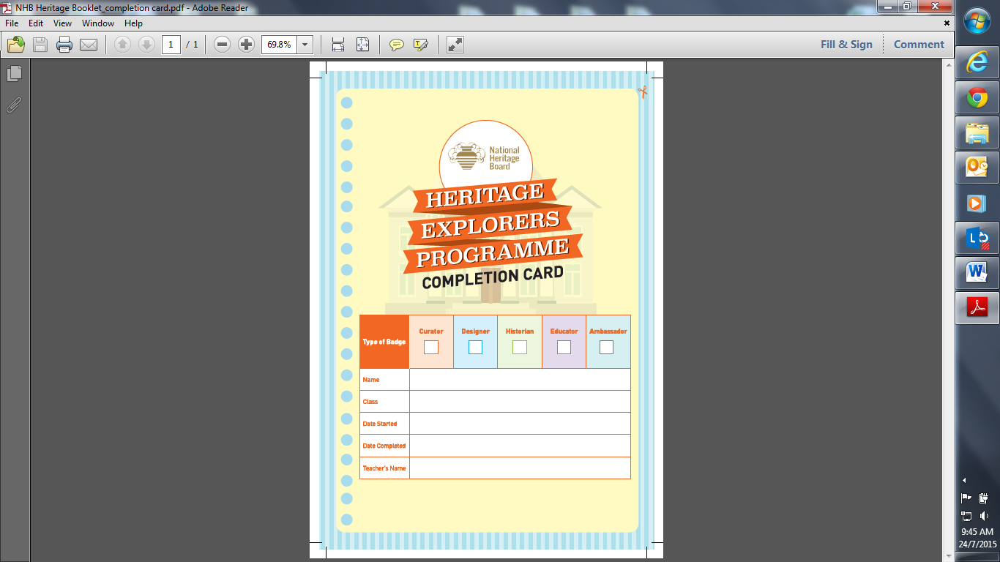 NHB Heritage Booklet_completion card.pdf - Adobe Reader
File Edit View Window Help
1 / 1 69.8% Fill & Sign Comment
National
Heritage
Board
HERITAGE
EXPLORERS
PROGRAMME
COMPLETION CARD
Type of Badge Curator Designer Historian Educator Ambassador
Name
Class
Date Started
Date Completed
Teacher's Name
9:45 AM
24/7/2015